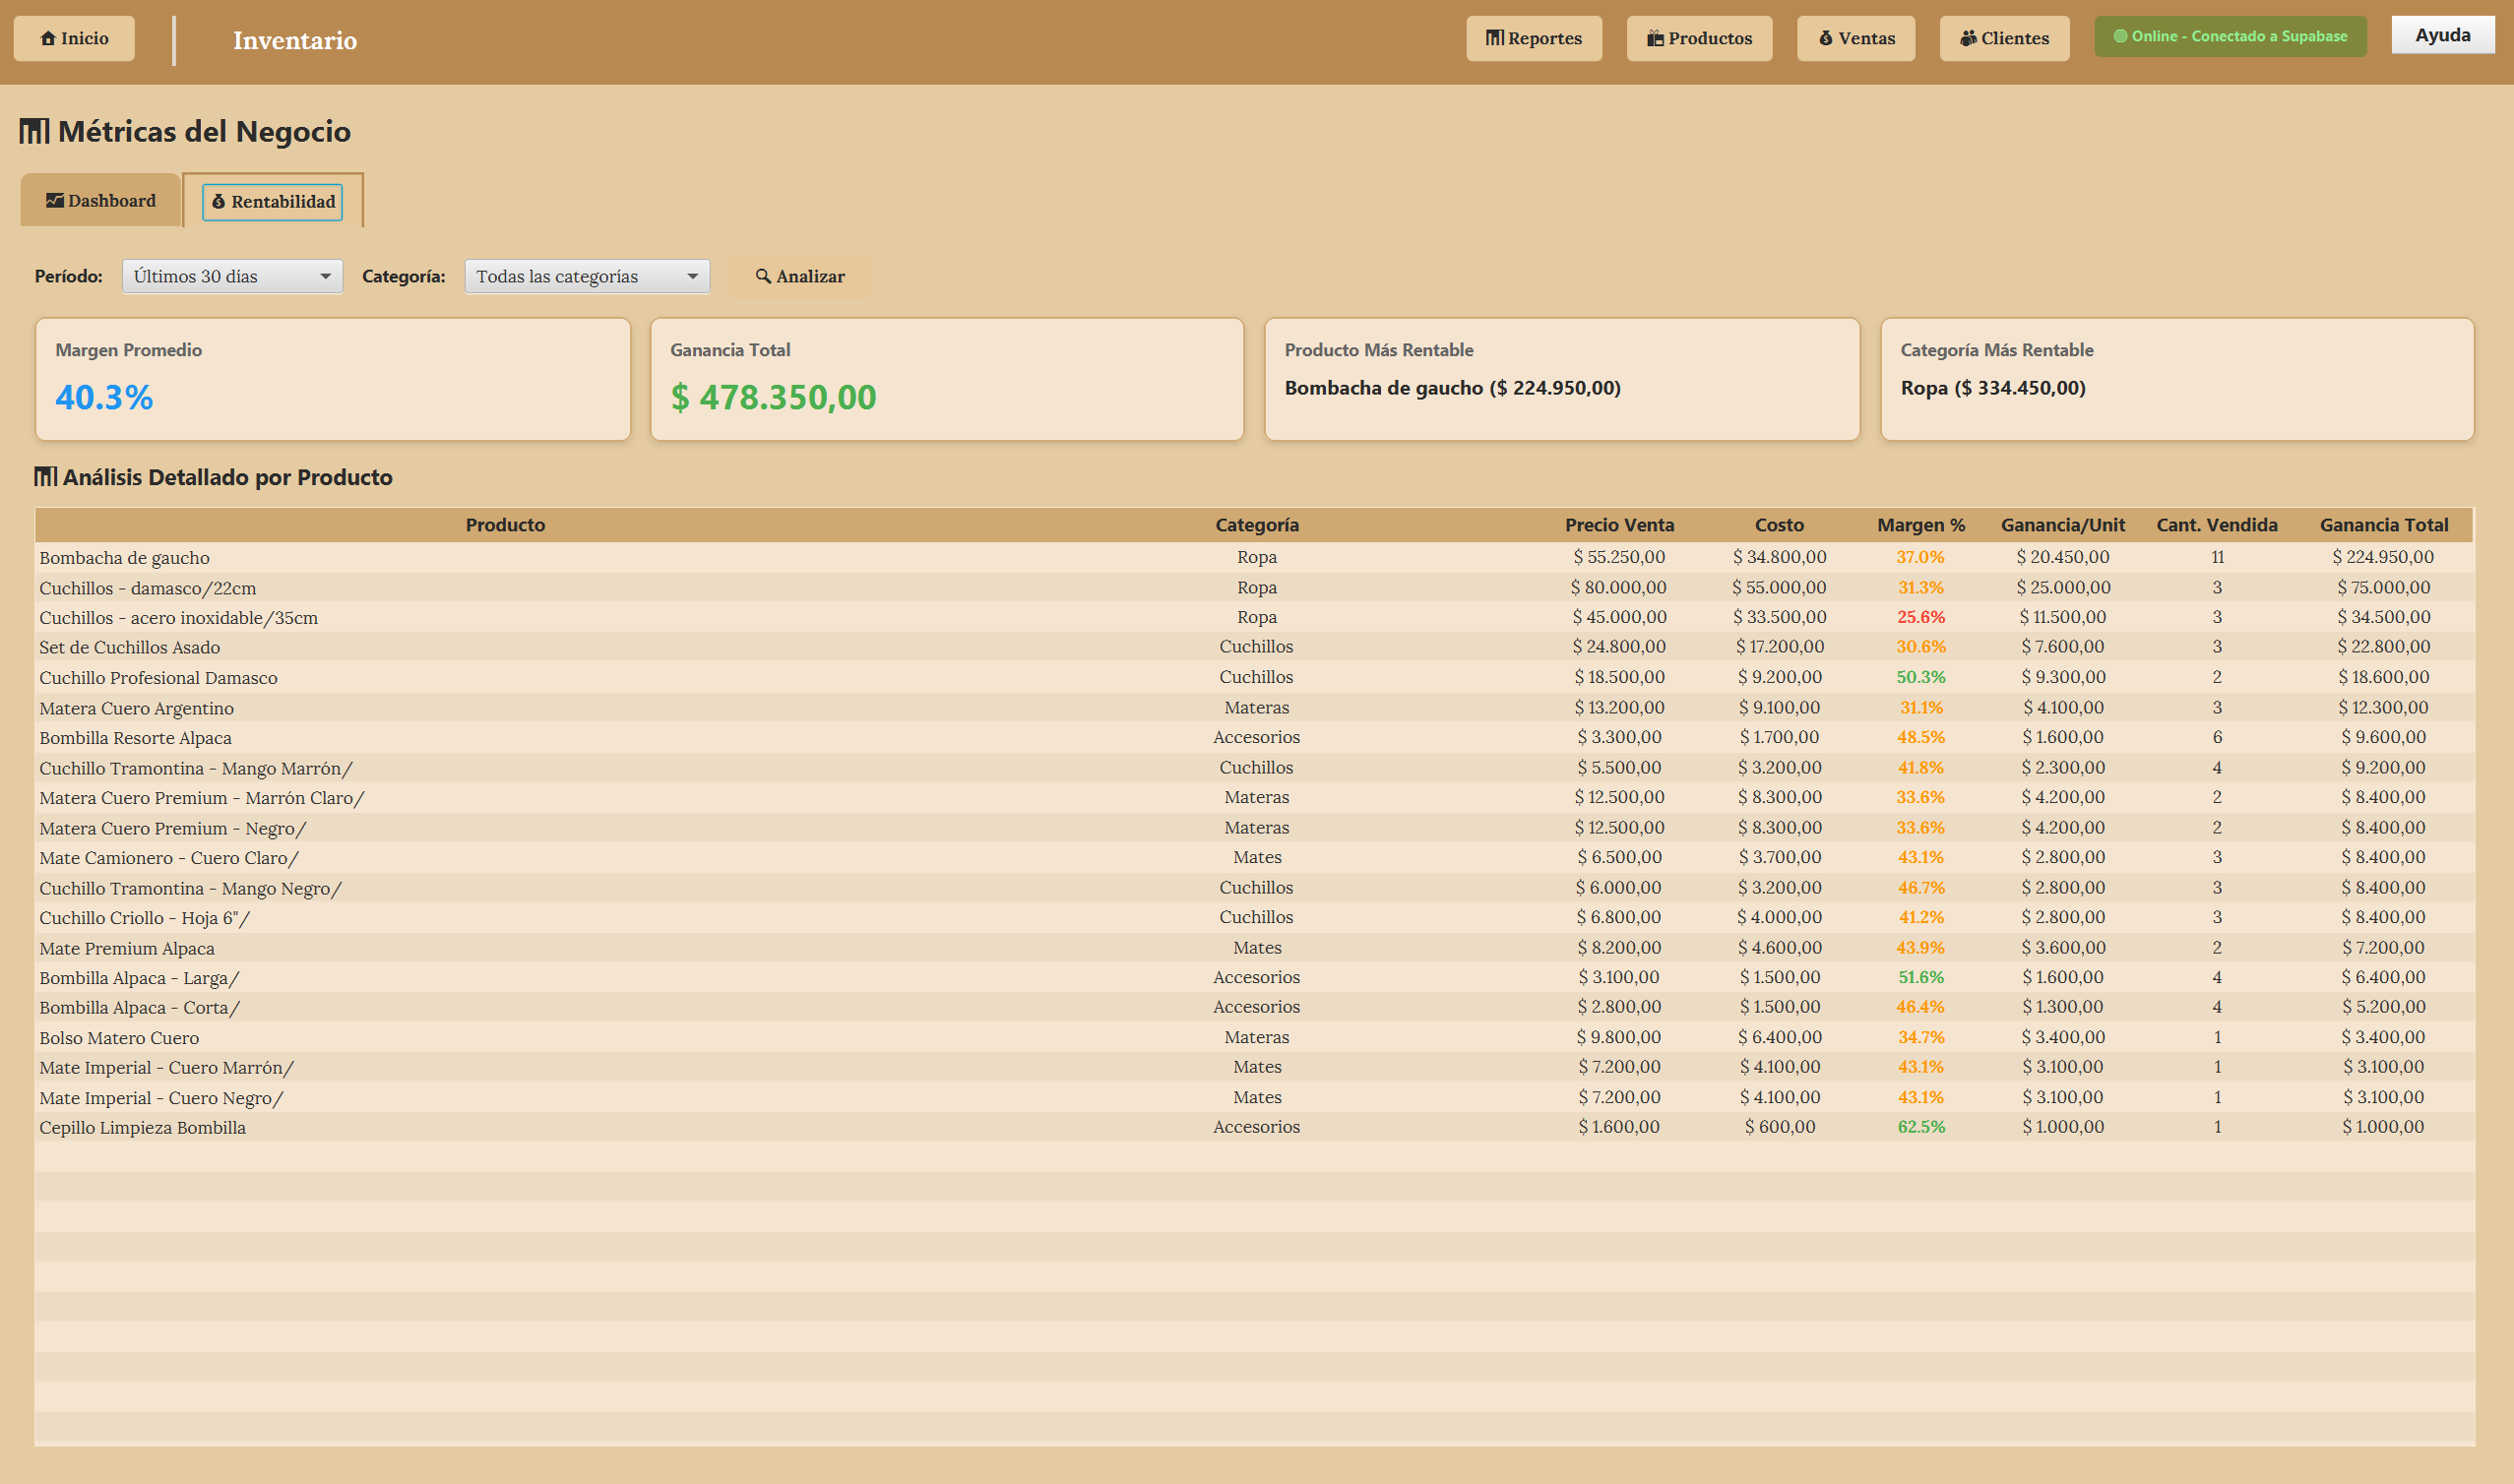 Inicio Inventario Reportes Productos Ventas Clientes Online - Conectado a Supabase Ayuda
Métricas del Negocio
Dashboard Rentabilidad
Período: Últimos 30 días Categoría: Todas las categorías Analizar
Margen Promedio Ganancia Total Producto Más Rentable Categoría Más Rentable
40.3% $ 478.350,00 Bombacha de gaucho ($ 224.950,00) Ropa ($ 334.450,00)
Análisis Detallado por Producto
Producto Categoría Precio Venta Costo Margen % Ganancia/Unit Cant. Vendida Ganancia Total
Bombacha de gaucho Ropa $ 55.250,00 $ 34.800,00 37.0% $ 20.450,00 11 $ 224.950,00
Cuchillos - damasco/22cm Ropa $ 80.000,00 $ 55.000,00 31.3% $ 25.000,00 3 $ 75.000,00
Cuchillos - acero inoxidable/35cm Ropa $ 45.000,00 $ 33.500,00 25.6% $ 11.500,00 3 $ 34.500,00
Set de Cuchillos Asado Cuchillos $ 24.800,00 $ 17.200,00 30.6% $ 7.600,00 3 $ 22.800,00
Cuchillo Profesional Damasco Cuchillos $ 18.500,00 $ 9.200,00 50.3% $ 9.300,00 2 $ 18.600,00
Matera Cuero Argentino Materas $ 13.200,00 $ 9.100,00 31.1% $ 4.100,00 3 $ 12.300,00
Bombilla Resorte Alpaca Accesorios $ 3.300,00 $ 1.700,00 48.5% $ 1.600,00 6 $ 9.600,00
Cuchillo Tramontina - Mango Marrón/ Cuchillos $ 5.500,00 $ 3.200,00 41.8% $ 2.300,00 4 $ 9.200,00
Matera Cuero Premium - Marrón Claro/ Materas $ 12.500,00 $ 8.300,00 33.6% $ 4.200,00 2 $ 8.400,00
Matera Cuero Premium - Negro/ Materas $ 12.500,00 $ 8.300,00 33.6% $ 4.200,00 2 $ 8.400,00
Mate Camionero - Cuero Claro/ Mates $ 6.500,00 $ 3.700,00 43.1% $ 2.800,00 3 $ 8.400,00
Cuchillo Tramontina - Mango Negro/ Cuchillos $ 6.000,00 $ 3.200,00 46.7% $ 2.800,00 3 $ 8.400,00
Cuchillo Criollo - Hoja 6"/ Cuchillos $ 6.800,00 $ 4.000,00 41.2% $ 2.800,00 3 $ 8.400,00
Mate Premium Alpaca Mates $ 8.200,00 $ 4.600,00 43.9% $ 3.600,00 2 $ 7.200,00
Bombilla Alpaca - Larga/ Accesorios $ 3.100,00 $ 1.500,00 51.6% $ 1.600,00 4 $ 6.400,00
Bombilla Alpaca - Corta/ Accesorios $ 2.800,00 $ 1.500,00 46.4% $ 1.300,00 4 $ 5.200,00
Bolso Matero Cuero Materas $ 9.800,00 $ 6.400,00 34.7% $ 3.400,00 1 $ 3.400,00
Mate Imperial - Cuero Marrón/ Mates $ 7.200,00 $ 4.100,00 43.1% $ 3.100,00 1 $ 3.100,00
Mate Imperial - Cuero Negro/ Mates $ 7.200,00 $ 4.100,00 43.1% $ 3.100,00 1 $ 3.100,00
Cepillo Limpieza Bombilla Accesorios $ 1.600,00 $ 600,00 62.5% $ 1.000,00 1 $ 1.000,00